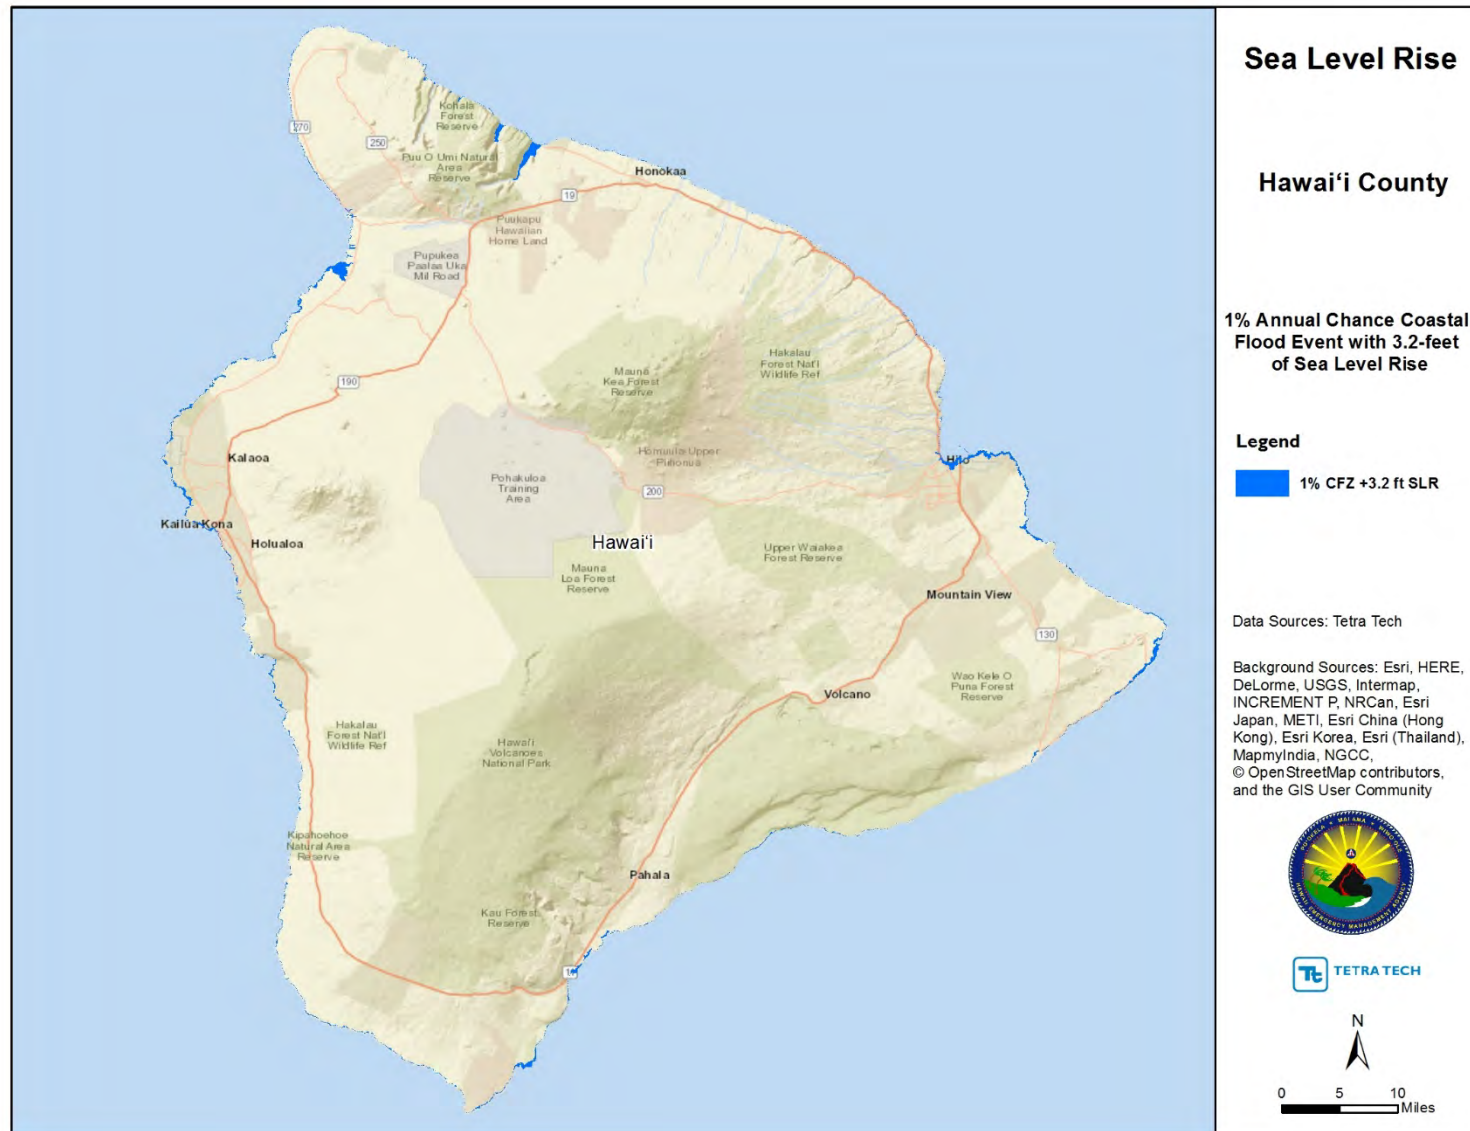 Sea Level Rise
Hawai‘i County
1% Annual Chance Coastal
Flood Event with 3.2-feet
of Sea Level Rise
Legend
1% CFZ +3.2 ft SLR
Data Sources: Tetra Tech
Background Sources: Esri, HERE,
DeLorme, USGS, Intermap,
INCREMENT P, NRCan, Esri
Japan, METI, Esri China (Hong
Kong), Esri Korea, Esri (Thailand),
MapmyIndia, NGCC,
© OpenStreetMap contributors,
and the GIS User Community
HAWAII EMERGENCY MANAGEMENT AGENCY
Tt TETRA TECH
N
0 5 10
Miles
Kohala
Forest
Reserve
270
250
Puu O Umi Natural
Area
Reserve
Honokaa
19
Puukapu
Hawaiian
Home Land
Pupukea
Paalaa Uka
Mil Road
190
Mauna
Kea Forest
Reserve
Hakalau
Forest Nat'l
Wildlife Ref
Kalaoa
Pohakuloa
Training
Area
200
Hilo
Kailua-Kona
Holualoa
Hawai‘i
Upper Waiakea
Forest Reserve
Mauna
Loa Forest
Reserve
Mountain View
130
Wao Kele O
Puna Forest
Reserve
Volcano
Hakalau
Forest Nat'l
Wildlife Ref
Hawai'i
Volcanoes
National Park
Kipahoehoe
Natural Area
Reserve
Pahala
Kau Forest
Reserve